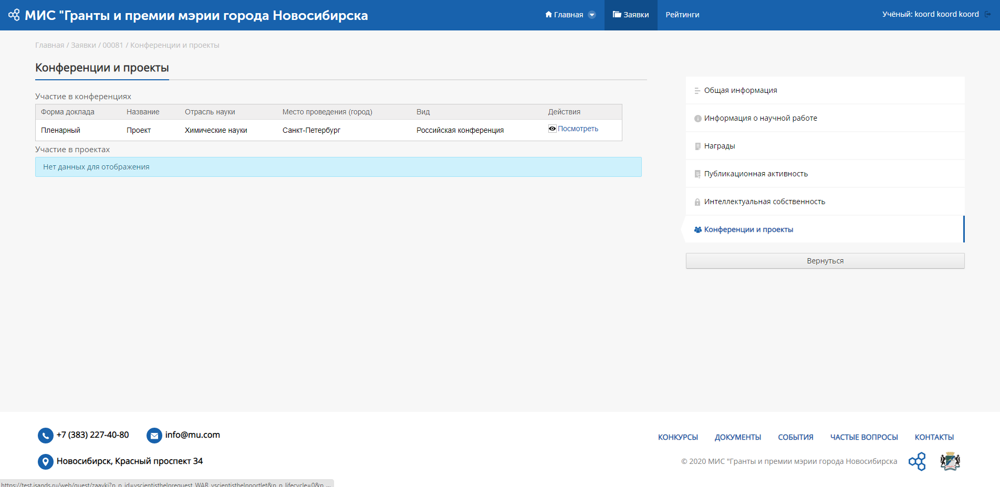 МИС "Гранты и премии мэрии города Новосибирска
Главная
Заявки
Рейтинги
Учёный: koord koord koord
Главная / Заявки / 00081 / Конференции и проекты
Конференции и проекты
Участие в конференциях
Форма доклада Название Отрасль науки Место проведения (город) Вид Действия
Пленарный Проект Химические науки Санкт-Петербург Российская конференция Посмотреть
Участие в проектах
Нет данных для отображения
Общая информация
Информация о научной работе
Награды
Публикационная активность
Интеллектуальная собственность
Конференции и проекты
Вернуться
+7 (383) 227-40-80
info@mu.com
Новосибирск, Красный проспект 34
КОНКУРСЫ ДОКУМЕНТЫ СОБЫТИЯ ЧАСТЫЕ ВОПРОСЫ КОНТАКТЫ
© 2020 МИС "Гранты и премии мэрии города Новосибирска
https://test.isands.ru/web/guest/zaavki?p_p_id=yscientisthelprequest_WAR_yscientisthelpportlet&p_p_lifecycle=0&p_...